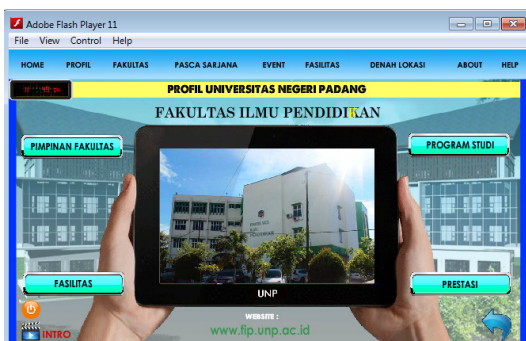 Adobe Flash Player 11
File View Control Help
HOME PROFIL FAKULTAS PASCA SARJANA EVENT FASILITAS DENAH LOKASI ABOUT HELP
PROFIL UNIVERSITAS NEGERI PADANG
FAKULTAS ILMU PENDIDIKAN
PIMPINAN FAKULTAS
PROGRAM STUDI
FASILITAS
PRESTASI
UNP
WEBSITE :
www.fip.unp.ac.id
INTRO